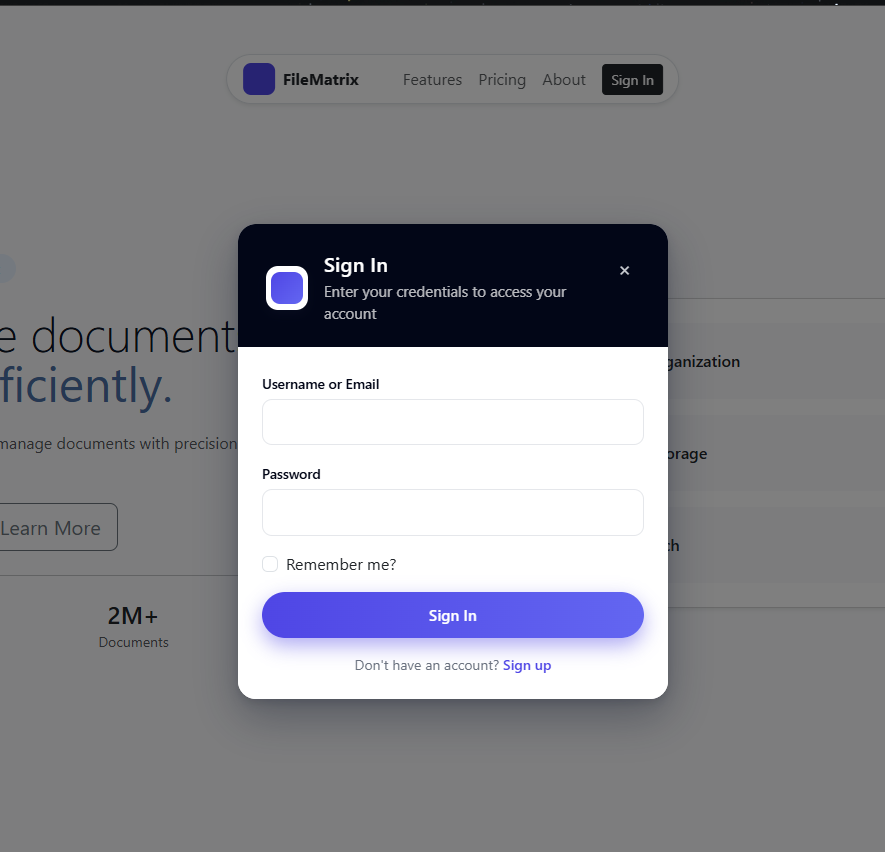 FileMatrix
Features
Pricing
About
Sign In
document
ficiently.
manage documents with precision
Learn More
2M+
Documents
Sign In
Enter your credentials to access your
account
×
Username or Email
Password
Remember me?
Sign In
Don't have an account? Sign up
ganization
orage